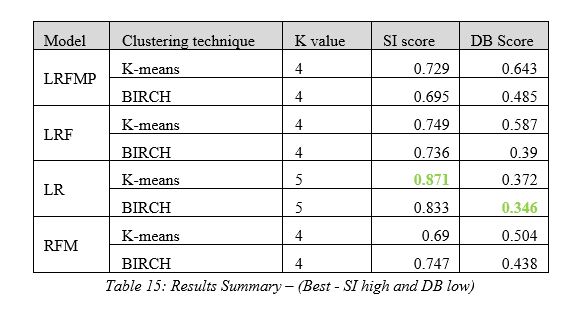 Model Clustering technique K value SI score DB Score
LRFMP K-means 4 0.729 0.643
BIRCH 4 0.695 0.485
LRF K-means 4 0.749 0.587
BIRCH 4 0.736 0.39
LR K-means 5 0.871 0.372
BIRCH 5 0.833 0.346
RFM K-means 4 0.69 0.504
BIRCH 4 0.747 0.438
Table 15: Results Summary – (Best - SI high and DB low)